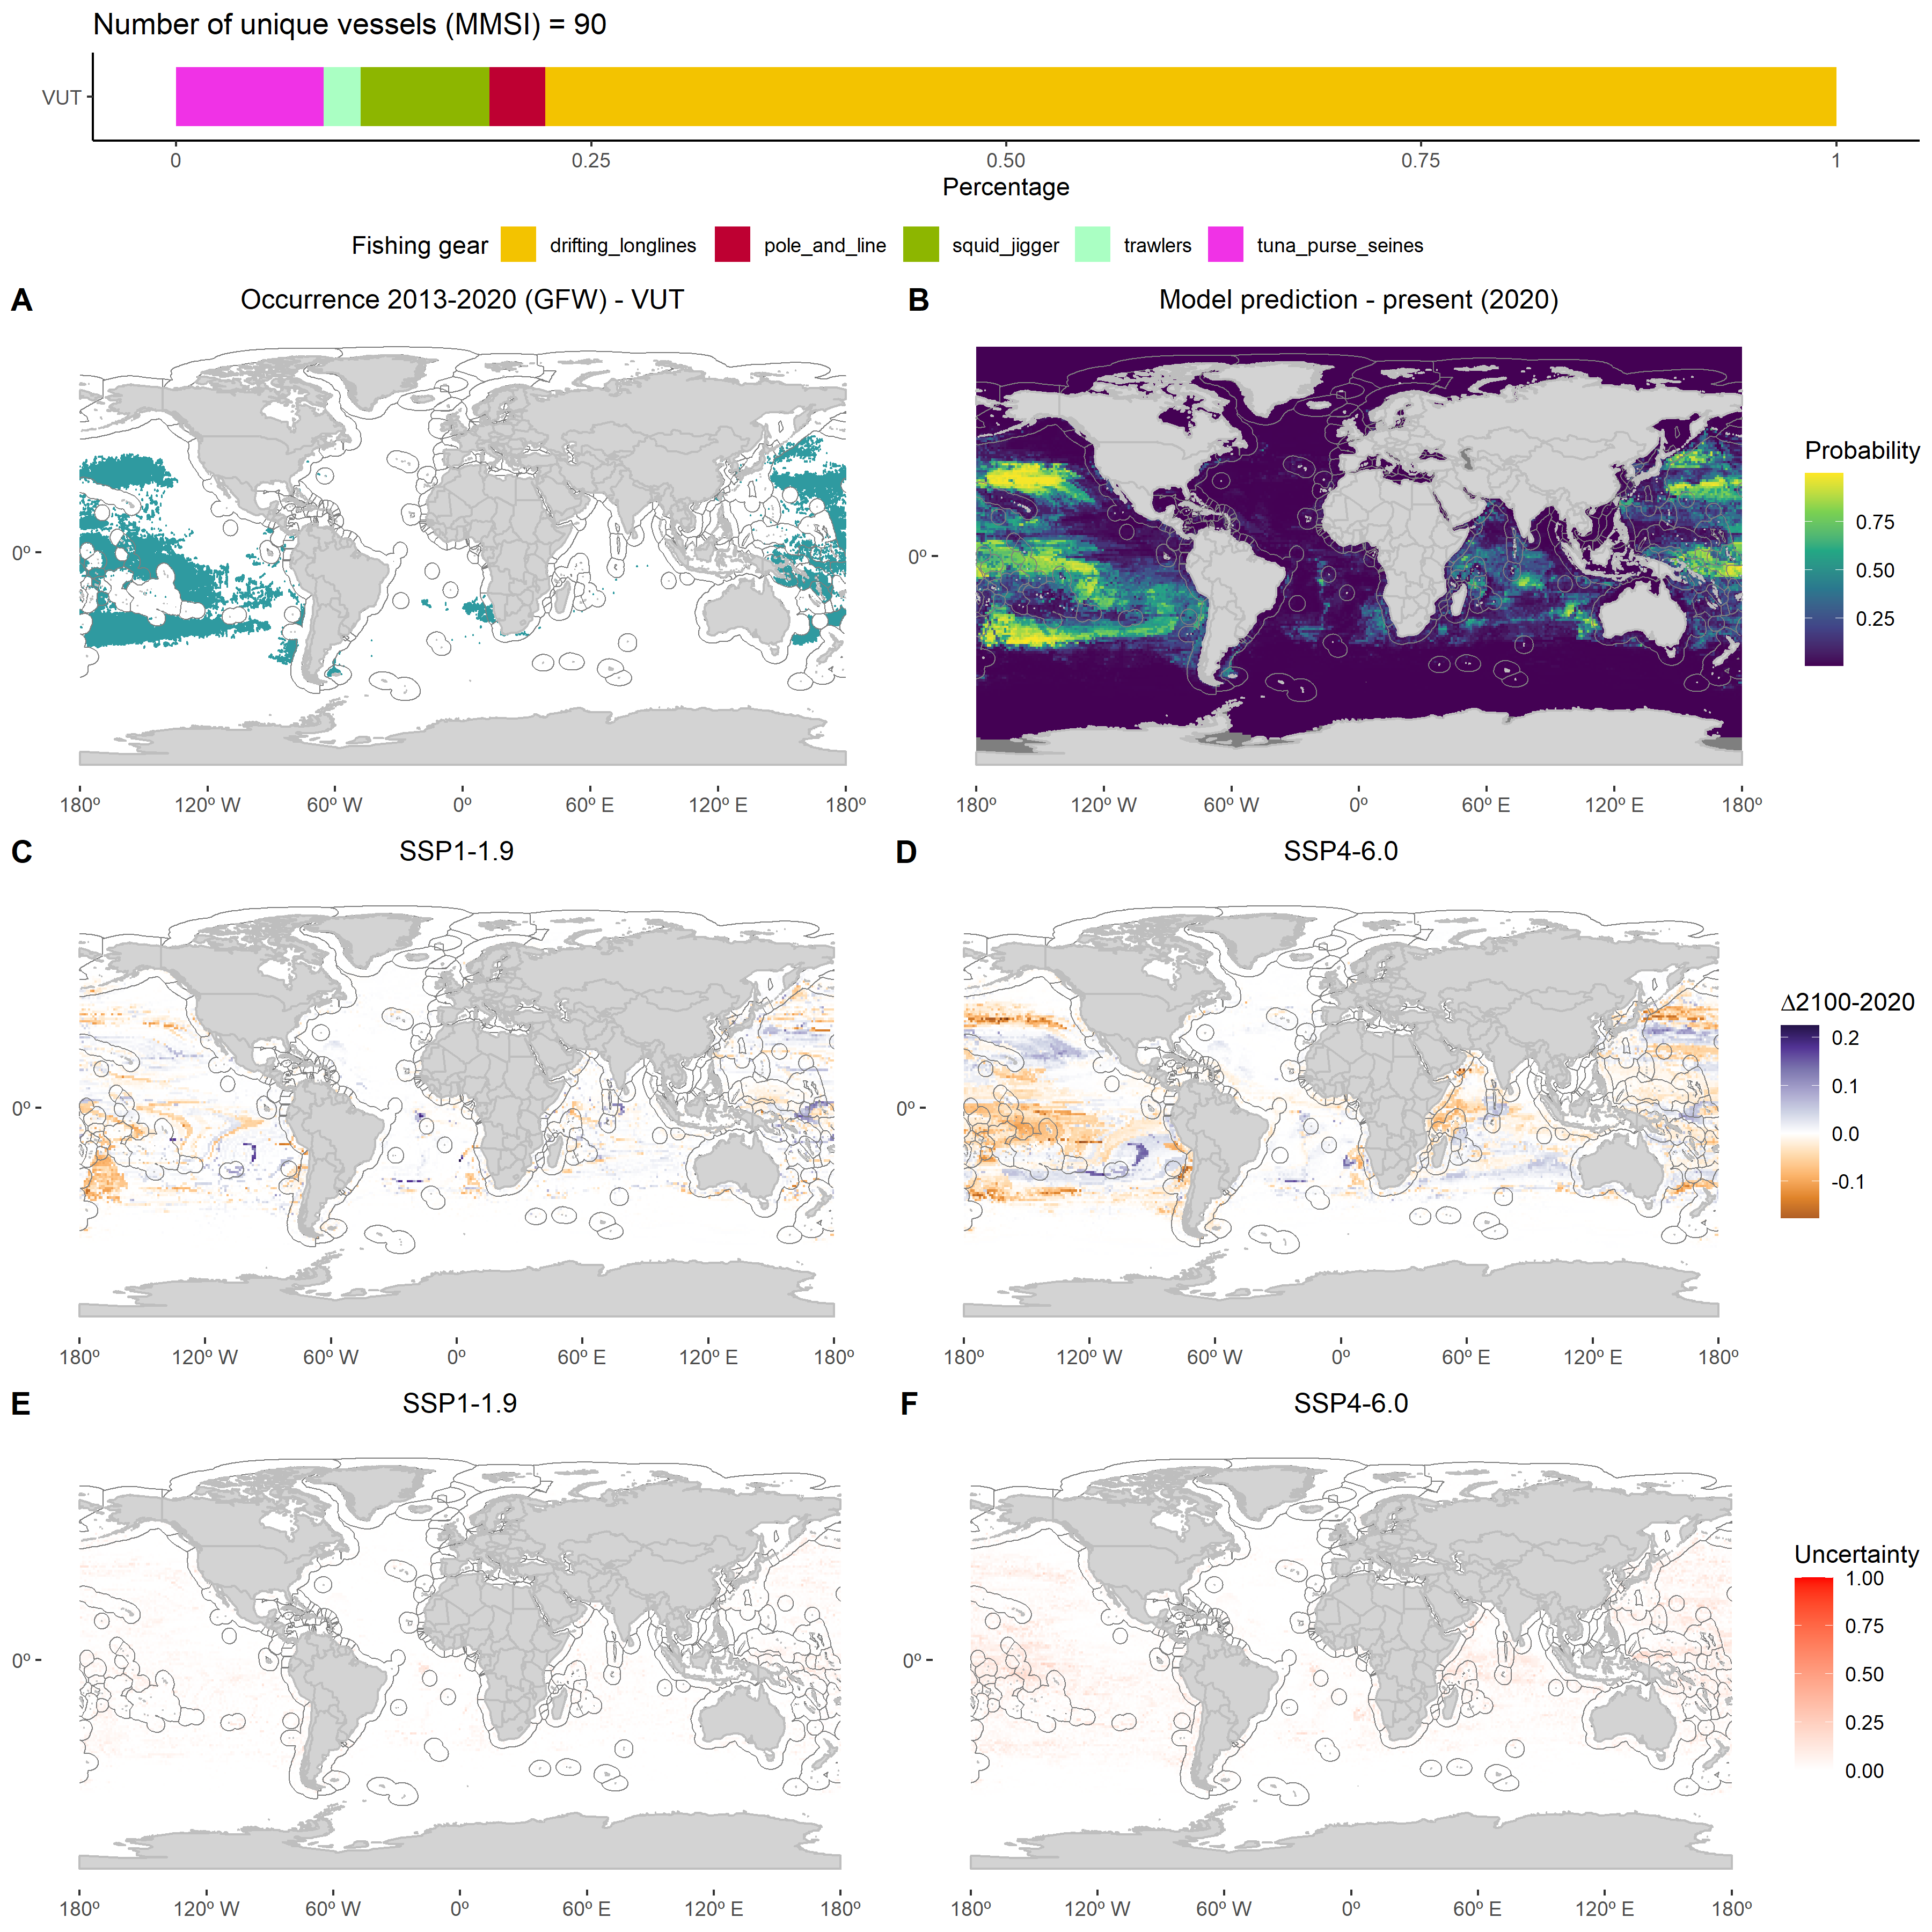 Number of unique vessels (MMSI) = 90
VUT
0 0.25 0.50 0.75 1
Percentage
Fishing gear drifting_longlines pole_and_line squid_jigger trawlers tuna_purse_seines
A Occurrence 2013-2020 (GFW) - VUT
0º
180º 120º W 60º W 0º 60º E 120º E 180º
B Model prediction - present (2020)
0º
180º 120º W 60º W 0º 60º E 120º E 180º
Probability
0.75
0.50
0.25
C SSP1-1.9
0º
180º 120º W 60º W 0º 60º E 120º E 180º
D SSP4-6.0
0º
180º 120º W 60º W 0º 60º E 120º E 180º
Δ2100-2020
0.2
0.1
0.0
-0.1
E SSP1-1.9
0º
180º 120º W 60º W 0º 60º E 120º E 180º
F SSP4-6.0
0º
180º 120º W 60º W 0º 60º E 120º E 180º
Uncertainty
1.00
0.75
0.50
0.25
0.00